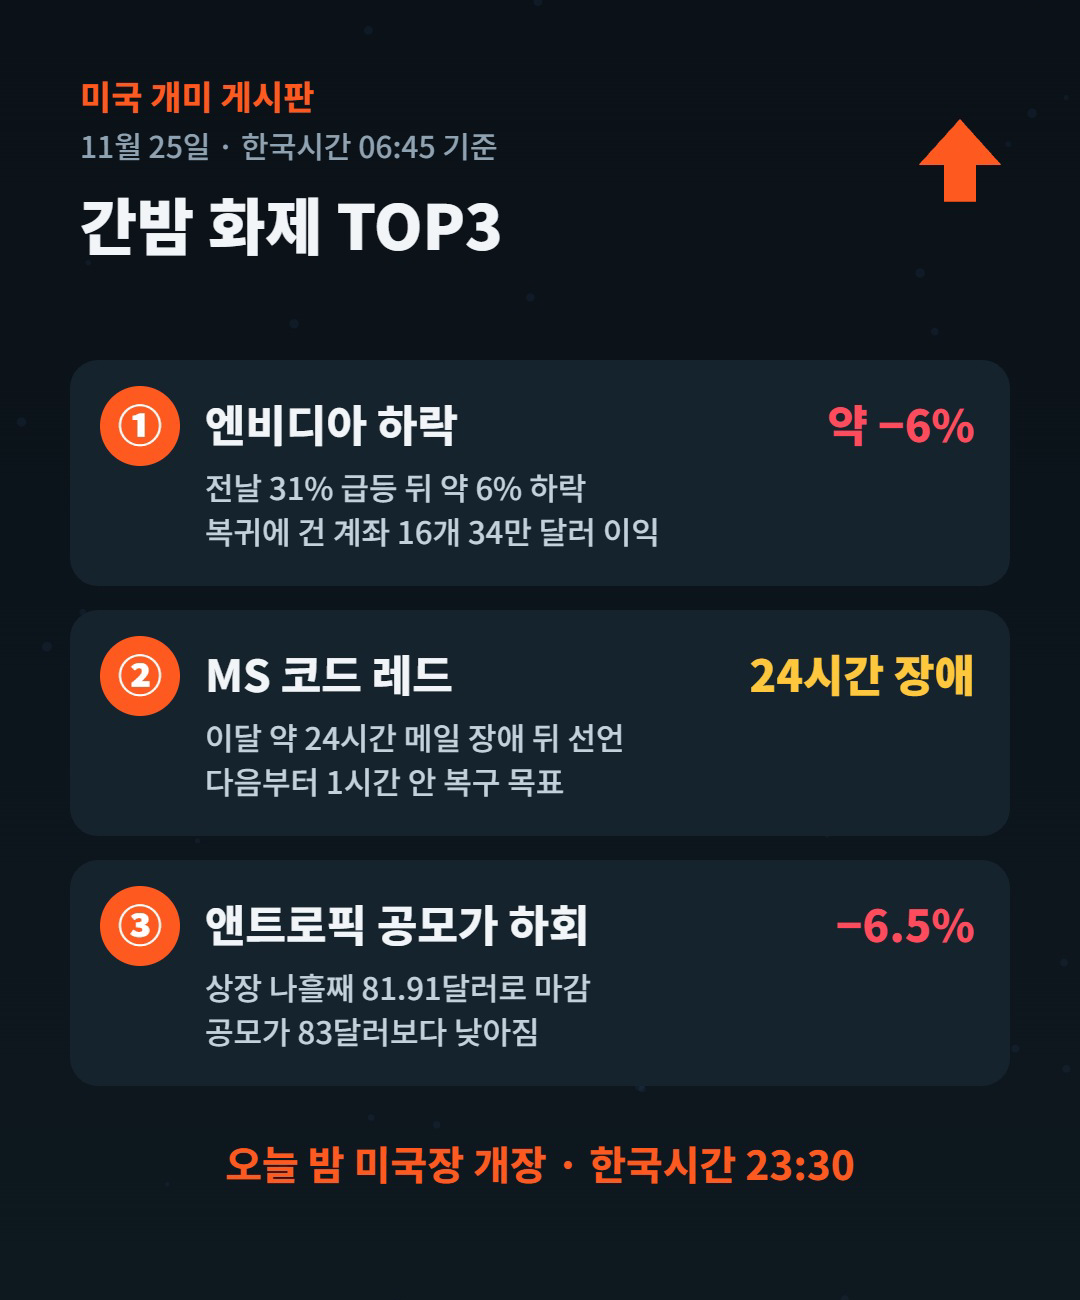 미국 개미 게시판
11월 25일 · 한국시간 06:45 기준
간밤 화제 TOP3
① 엔비디아 하락 약 −6%
전날 31% 급등 뒤 약 6% 하락
복귀에 건 계좌 16개 34만 달러 이익
② MS 코드 레드 24시간 장애
이달 약 24시간 메일 장애 뒤 선언
다음부터 1시간 안 복구 목표
③ 앤트로픽 공모가 하회 −6.5%
상장 나흘째 81.91달러로 마감
공모가 83달러보다 낮아짐
오늘 밤 미국장 개장 · 한국시간 23:30